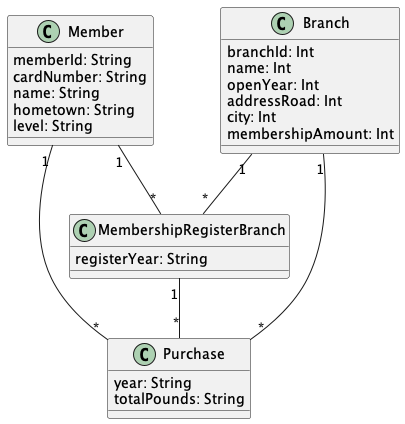 C Member
memberId: String
cardNumber: String
name: String
hometown: String
level: String
C Branch
branchId: Int
name: Int
openYear: Int
addressRoad: Int
city: Int
membershipAmount: Int
1
1
1
1
*
*
C MembershipRegisterBranch
registerYear: String
1
*
*
*
C Purchase
year: String
totalPounds: String